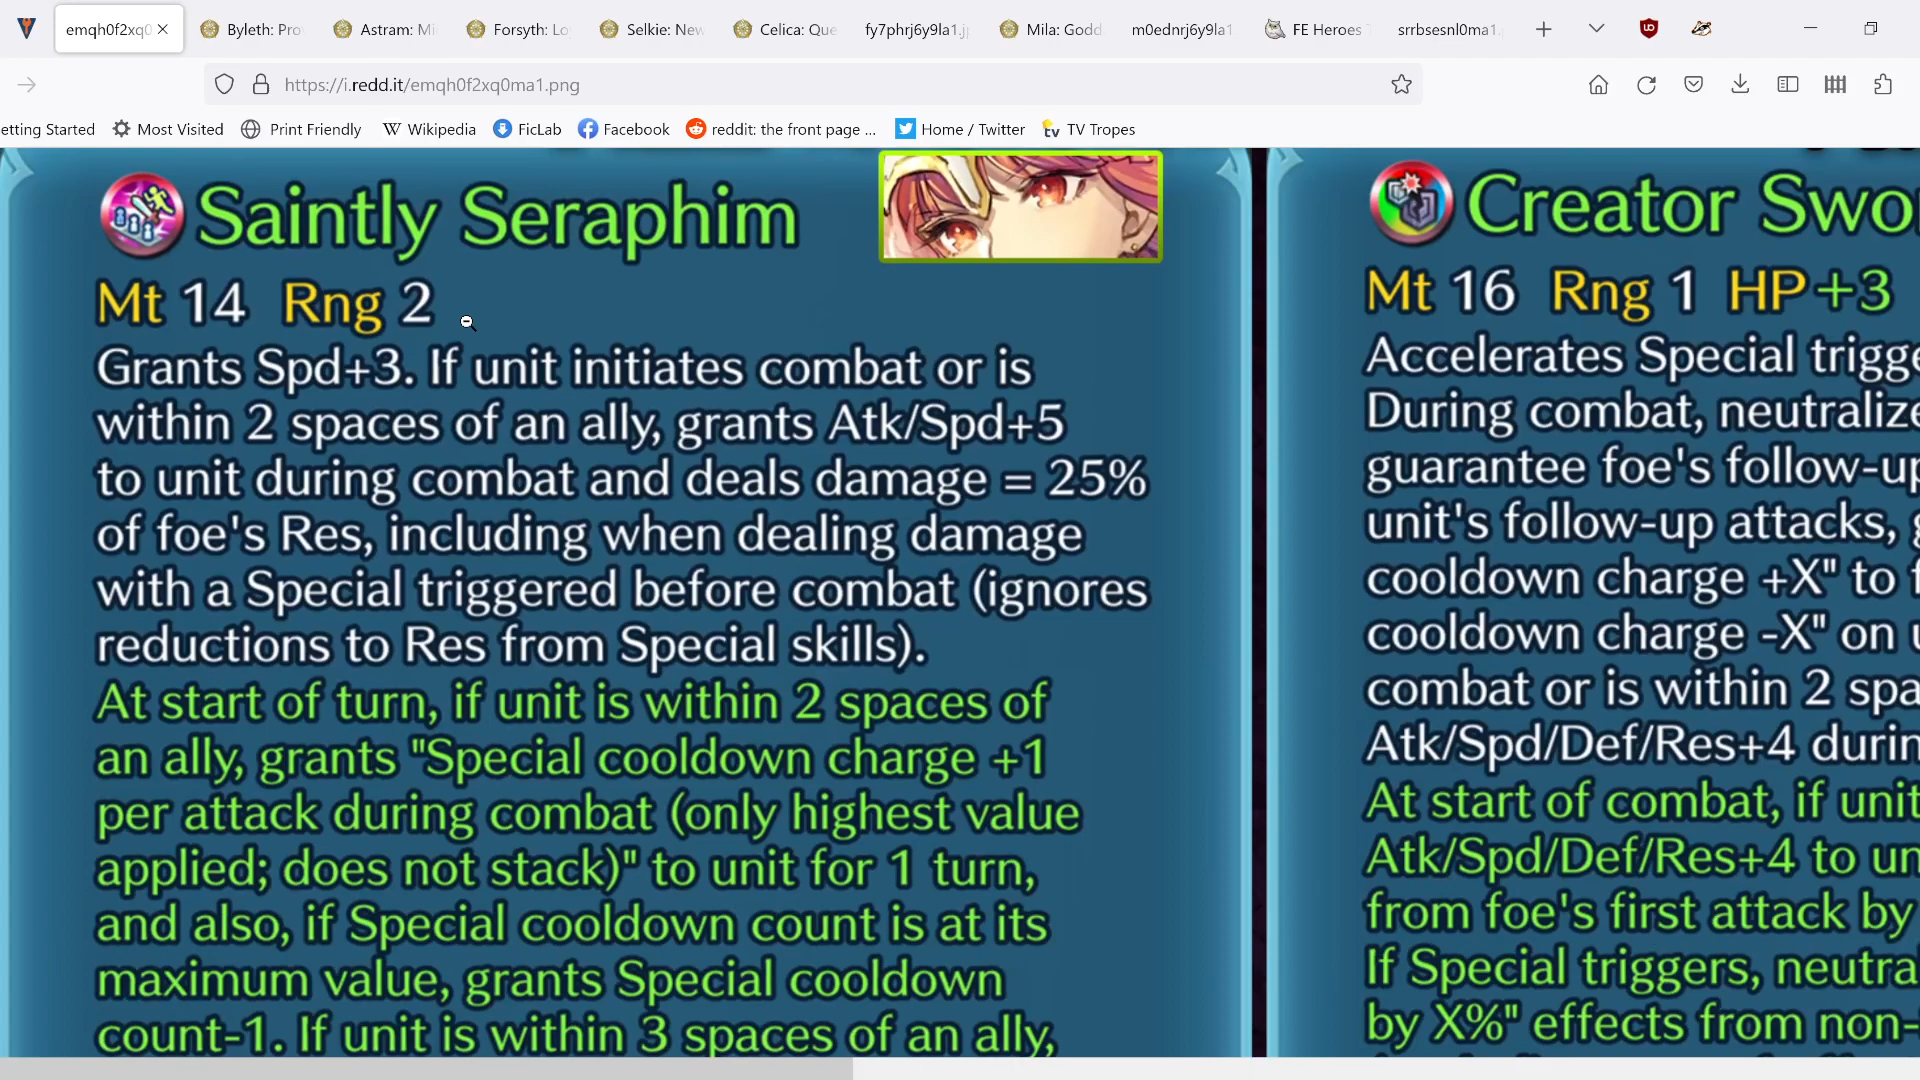 emqh0f2xq0
Byleth: Pro
Astram: Mi
Forsyth: Lo
Selkie: New
Celica: Que
fy7phrj6y9la1.j
Mila: Godd
m0ednrj6y9la1
FE Heroes
srrbsesnl0ma1.
https://i.redd.it/emqh0f2xq0ma1.png
etting Started
Most Visited
Print Friendly
Wikipedia
FicLab
Facebook
reddit: the front page ...
Home / Twitter
TV Tropes
Saintly Seraphim
Mt 14 Rng 2
Grants Spd+3. If unit initiates combat or is
within 2 spaces of an ally, grants Atk/Spd+5
to unit during combat and deals damage = 25%
of foe's Res, including when dealing damage
with a Special triggered before combat (ignores
reductions to Res from Special skills).
At start of turn, if unit is within 2 spaces of
an ally, grants "Special cooldown charge +1
per attack during combat (only highest value
applied; does not stack)" to unit for 1 turn,
and also, if Special cooldown count is at its
maximum value, grants Special cooldown
count-1. If unit is within 3 spaces of an ally,
Creator Swo
Mt 16 Rng 1 HP+3
Accelerates Special trigge
During combat, neutralize
guarantee foe's follow-up
unit's follow-up attacks, g
cooldown charge +X" to f
cooldown charge -X" on u
combat or is within 2 spa
Atk/Spd/Def/Res+4 durin
At start of combat, if unit
Atk/Spd/Def/Res+4 to un
from foe's first attack by
If Special triggers, neutra
by X%" effects from non-